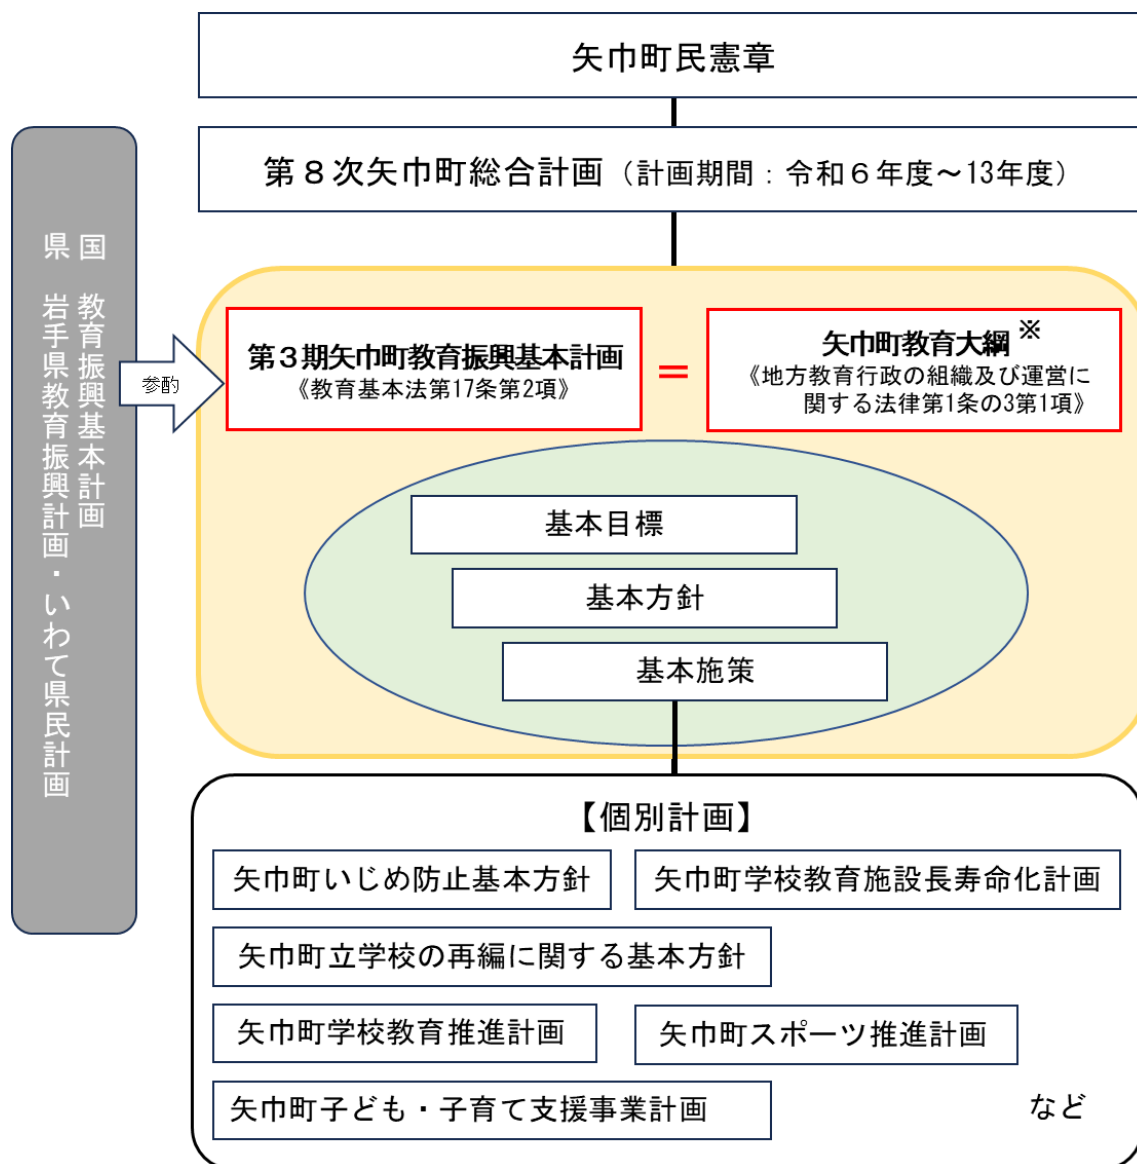 矢巾町民憲章
第８次矢巾町総合計画（計画期間：令和６年度～13年度）
国　教育振興基本計画
県　岩手県教育振興計画・いわて県民計画
参酌
第３期矢巾町教育振興基本計画
《教育基本法第17条第2項》
＝
矢巾町教育大綱※
《地方教育行政の組織及び運営に
関する法律第1条の3第1項》
基本目標
基本方針
基本施策
【個別計画】
矢巾町いじめ防止基本方針
矢巾町学校教育施設長寿命化計画
矢巾町立学校の再編に関する基本方針
矢巾町学校教育推進計画
矢巾町スポーツ推進計画
矢巾町子ども・子育て支援事業計画
など